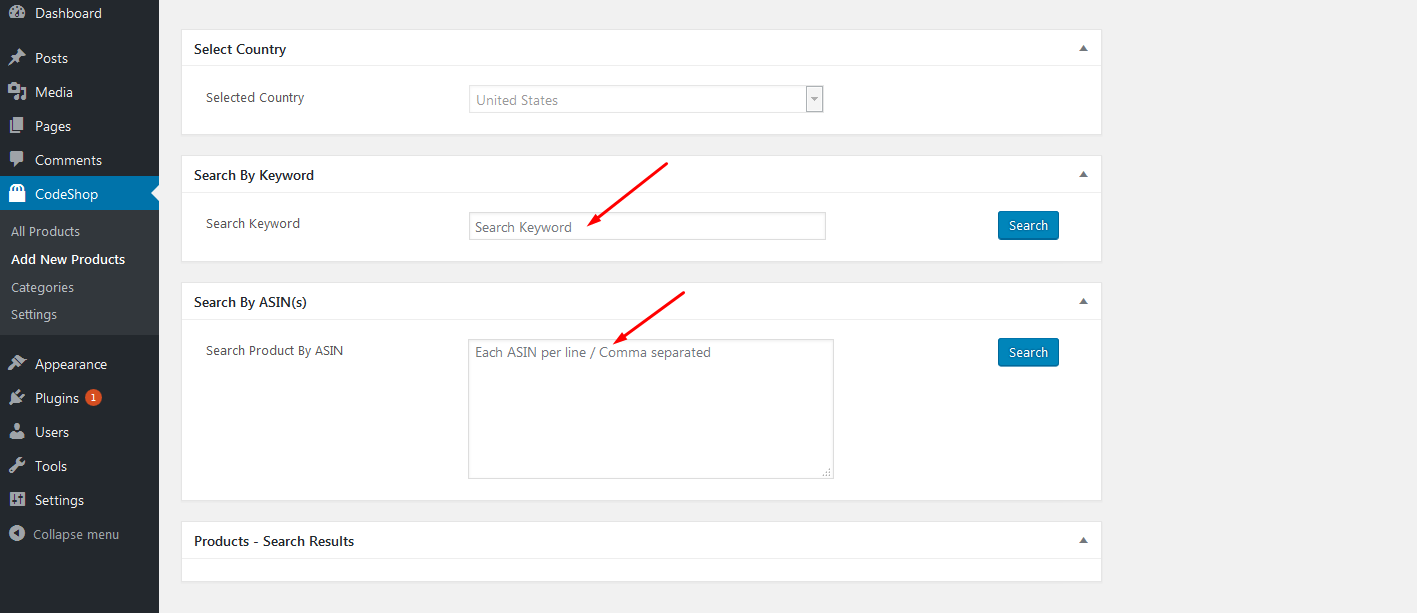 Dashboard
Posts
Media
Pages
Comments
CodeShop
All Products
Add New Products
Categories
Settings
Appearance
Plugins 1
Users
Tools
Settings
Collapse menu
Select Country
Selected Country United States
Search By Keyword
Search Keyword Search Keyword Search
Search By ASIN(s)
Search Product By ASIN Each ASIN per line / Comma separated Search
Products - Search Results